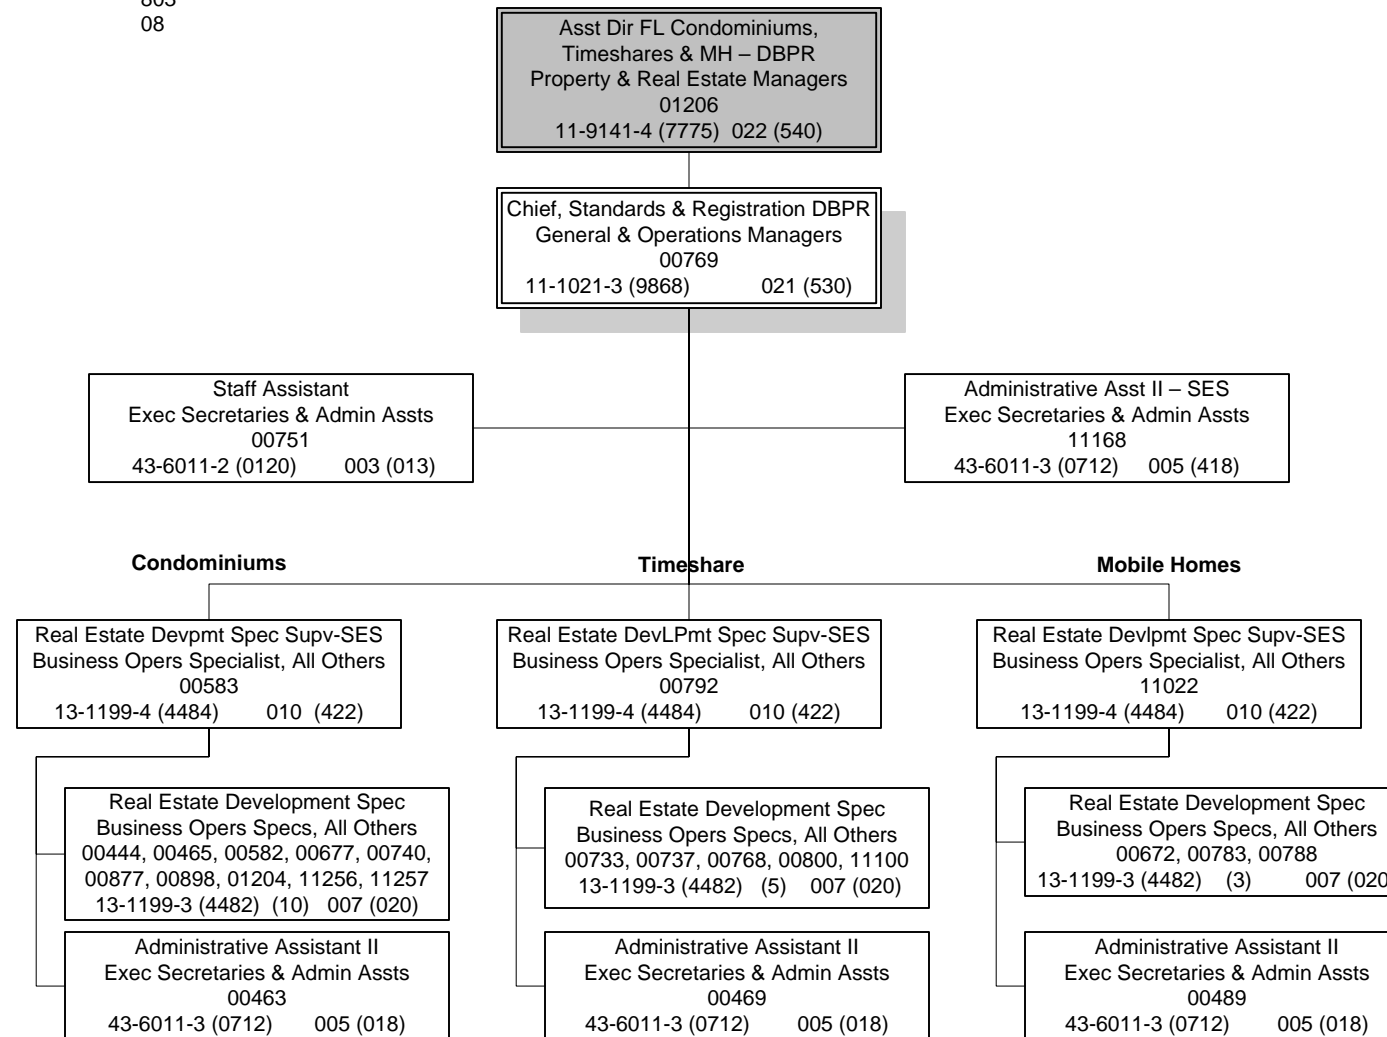 08
Asst Dir FL Condominiums,
Timeshares & MH – DBPR
Property & Real Estate Managers
01206
11-9141-4 (7775) 022 (540)
Chief, Standards & Registration DBPR
General & Operations Managers
00769
11-1021-3 (9868) 021 (530)
Staff Assistant
Exec Secretaries & Admin Assts
00751
43-6011-2 (0120) 003 (013)
Administrative Asst II – SES
Exec Secretaries & Admin Assts
11168
43-6011-3 (0712) 005 (418)
Condominiums
Timeshare
Mobile Homes
Real Estate Devpmt Spec Supv-SES
Business Opers Specialist, All Others
00583
13-1199-4 (4484) 010 (422)
Real Estate DevLPmt Spec Supv-SES
Business Opers Specialist, All Others
00792
13-1199-4 (4484) 010 (422)
Real Estate Devlpmt Spec Supv-SES
Business Opers Specialist, All Others
11022
13-1199-4 (4484) 010 (422)
Real Estate Development Spec
Business Opers Specs, All Others
00444, 00465, 00582, 00677, 00740,
00877, 00898, 01204, 11256, 11257
13-1199-3 (4482) (10) 007 (020)
Real Estate Development Spec
Business Opers Specs, All Others
00733, 00737, 00768, 00800, 11100
13-1199-3 (4482) (5) 007 (020)
Real Estate Development Spec
Business Opers Specs, All Others
00672, 00783, 00788
13-1199-3 (4482) (3) 007 (020
Administrative Assistant II
Exec Secretaries & Admin Assts
00463
43-6011-3 (0712) 005 (018)
Administrative Assistant II
Exec Secretaries & Admin Assts
00469
43-6011-3 (0712) 005 (018)
Administrative Assistant II
Exec Secretaries & Admin Assts
00489
43-6011-3 (0712) 005 (018)